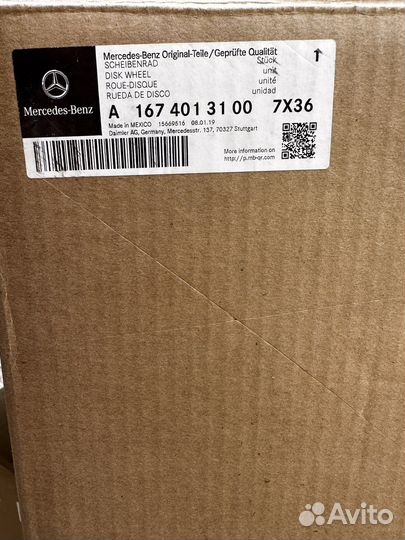 Mercedes-Benz
Mercedes-Benz Original-Teile/Geprüfte Qualität
SCHEIBENRAD Stück
DISK WHEEL unit
ROUE-DISQUE unité
RUEDA DE DISCO unidad
A 167 401 31 00 7X36
Made in MEXICO 15669516 08.01.19
Daimler AG, Germany, Mercedesstr. 137, 70327 Stuttgart
More information on
http://p.mb-qr.com
Avito